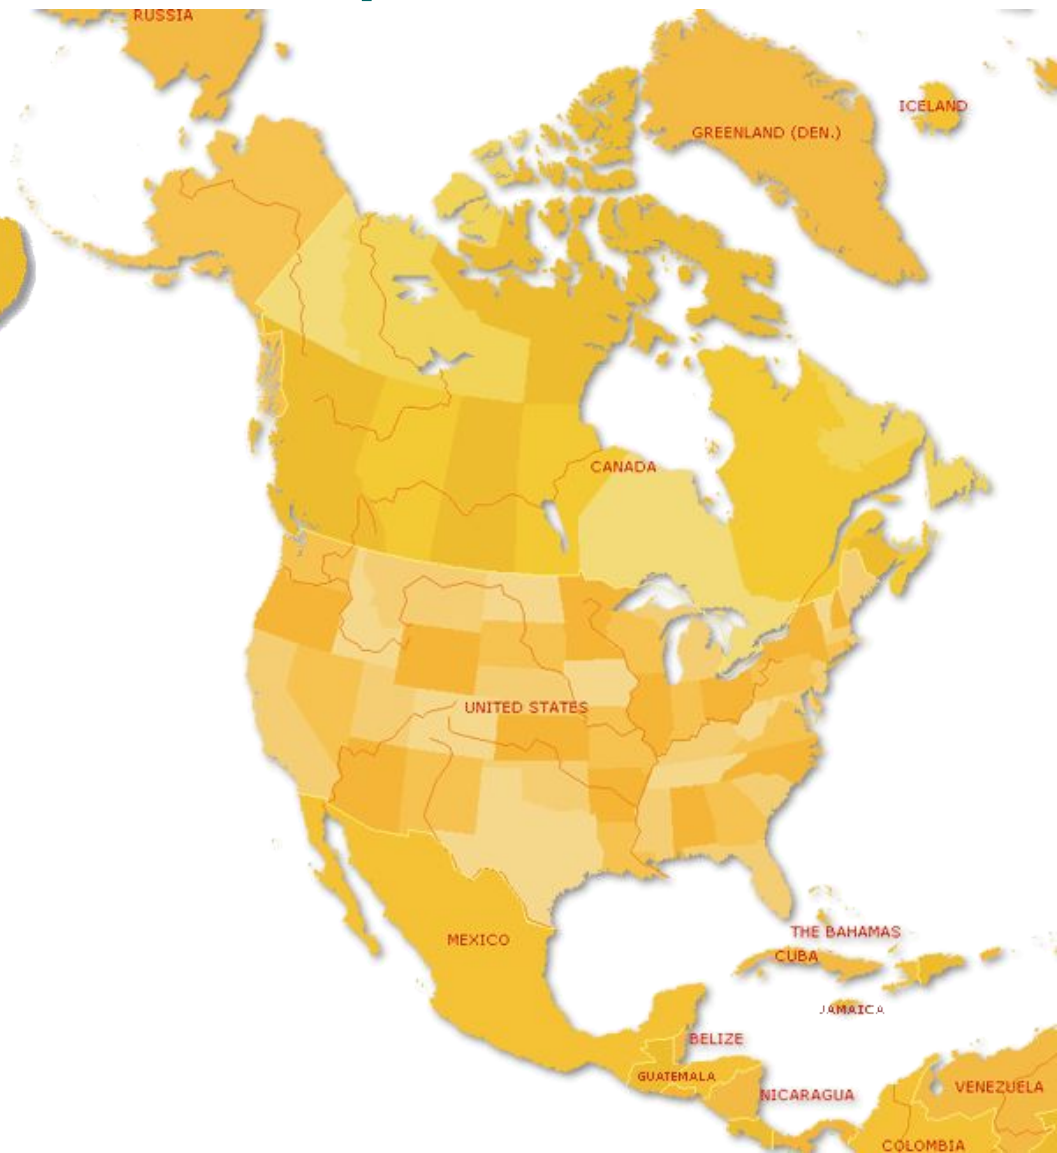 RUSSIA
ICELAND
GREENLAND (DEN.)
CANADA
UNITED STATES
MEXICO
THE BAHAMAS
CUBA
JAMAICA
BELIZE
GUATEMALA
NICARAGUA
VENEZUELA
COLOMBIA